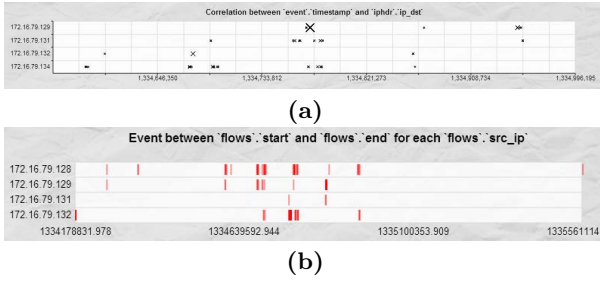 Correlation between `event`.`timestamp` and `iphdr`.`ip_dst`
172.16.79.129
172.16.79.131
172.16.79.132
172.16.79.134
1,334,646,350 1,334,733,812 1,334,821,273 1,334,908,734 1,334,996,195
(a)
Event between `flows`.`start` and `flows`.`end` for each `flows`.`src_ip`
172.16.79.128
172.16.79.129
172.16.79.131
172.16.79.132
1334178831.978 1334639592.944 1335100353.909 1335561114
(b)